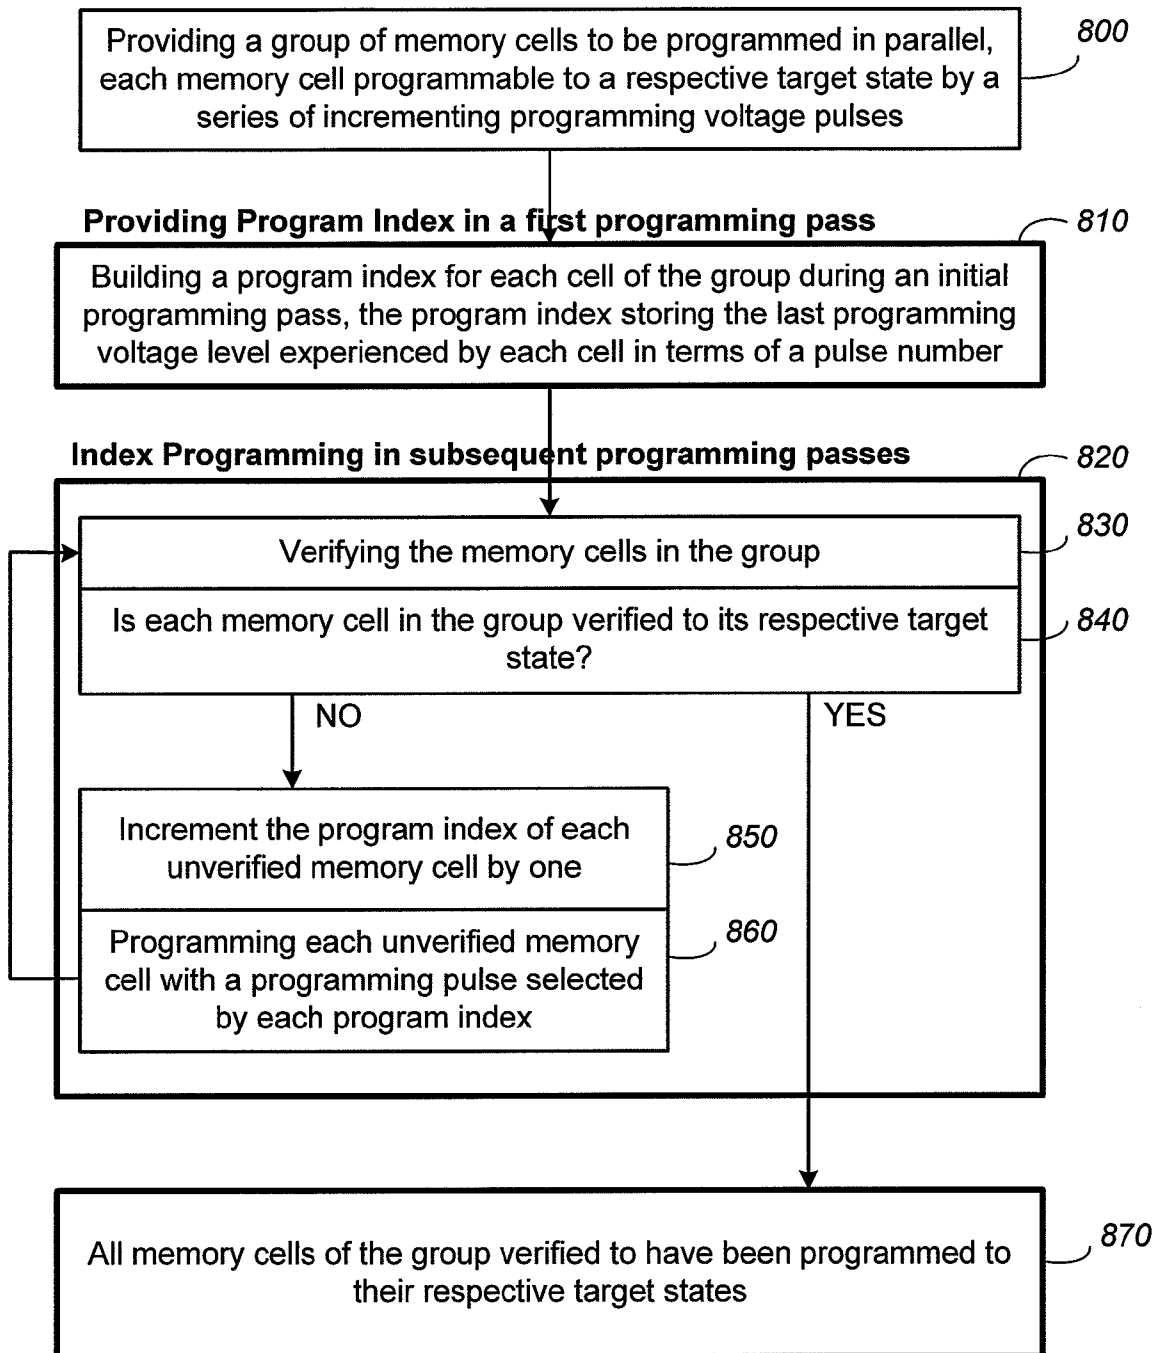 Providing a group of memory cells to be programmed in parallel,
each memory cell programmable to a respective target state by a
series of incrementing programming voltage pulses
800
Providing Program Index in a first programming pass
810
Building a program index for each cell of the group during an initial
programming pass, the program index storing the last programming
voltage level experienced by each cell in terms of a pulse number
Index Programming in subsequent programming passes
820
Verifying the memory cells in the group
830
Is each memory cell in the group verified to its respective target
state?
840
NO
YES
Increment the program index of each
unverified memory cell by one
850
Programming each unverified memory
cell with a programming pulse selected
by each program index
860
All memory cells of the group verified to have been programmed to
their respective target states
870